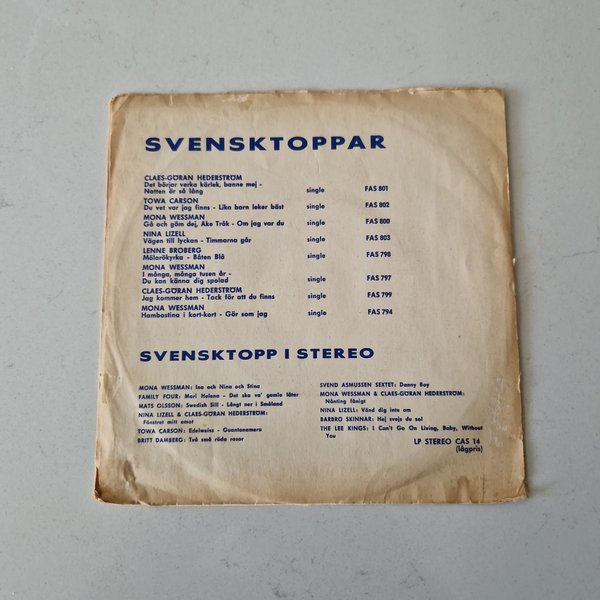 SVENSKTOPPAR
CLAES-GÖRAN HEDERSTRÖM
Det börjar verka kärlek, banne mej -
Natten är så lång single FAS 801
TOWA CARSON
Du vet var jag finns - Lika barn leker bäst single FAS 802
MONA WESSMAN
Gå och göm dej, Åke Tråk - Om jag var du single FAS 800
NINA LIZELL
Vägen till lyckan - Timmarna går single FAS 803
LENNE BROBERG
Mälarökyrka - Båten Blå single FAS 798
MONA WESSMAN
I många, många tusen år -
Du kan känna dig spolad single FAS 797
CLAES-GÖRAN HEDERSTRÖM
Jag kommer hem - Tack för att du finns single FAS 799
MONA WESSMAN
Hambostina i kort-kort - Gör som jag single FAS 794
SVENSKTOPP I STEREO
MONA WESSMAN: Ina och Nina och Stina
FAMILY FOUR: Mari Helena - Det ska va' gamla låter
MATS OLSSON: Swedish Sill - Långt ner i Småland
NINA LIZELL & CLAES-GÖRAN HEDERSTRÖM:
Fönstret mitt emot
TOWA CARSON: Edelweiss - Guantanamera
BRITT DAMBERG: Två små röda rosor
SVEND ASMUSSEN SEXTET: Danny Boy
MONA WESSMAN & CLAES-GÖRAN HEDERSTRÖM:
Nånting fånigt
NINA LIZELL: Vänd dig inte om
BARBRO SKINNAR: Hej svejs du sol
THE LEE KINGS: I Can't Go On Living, Baby, Without
You
LP STEREO CAS 14
(lågpris)